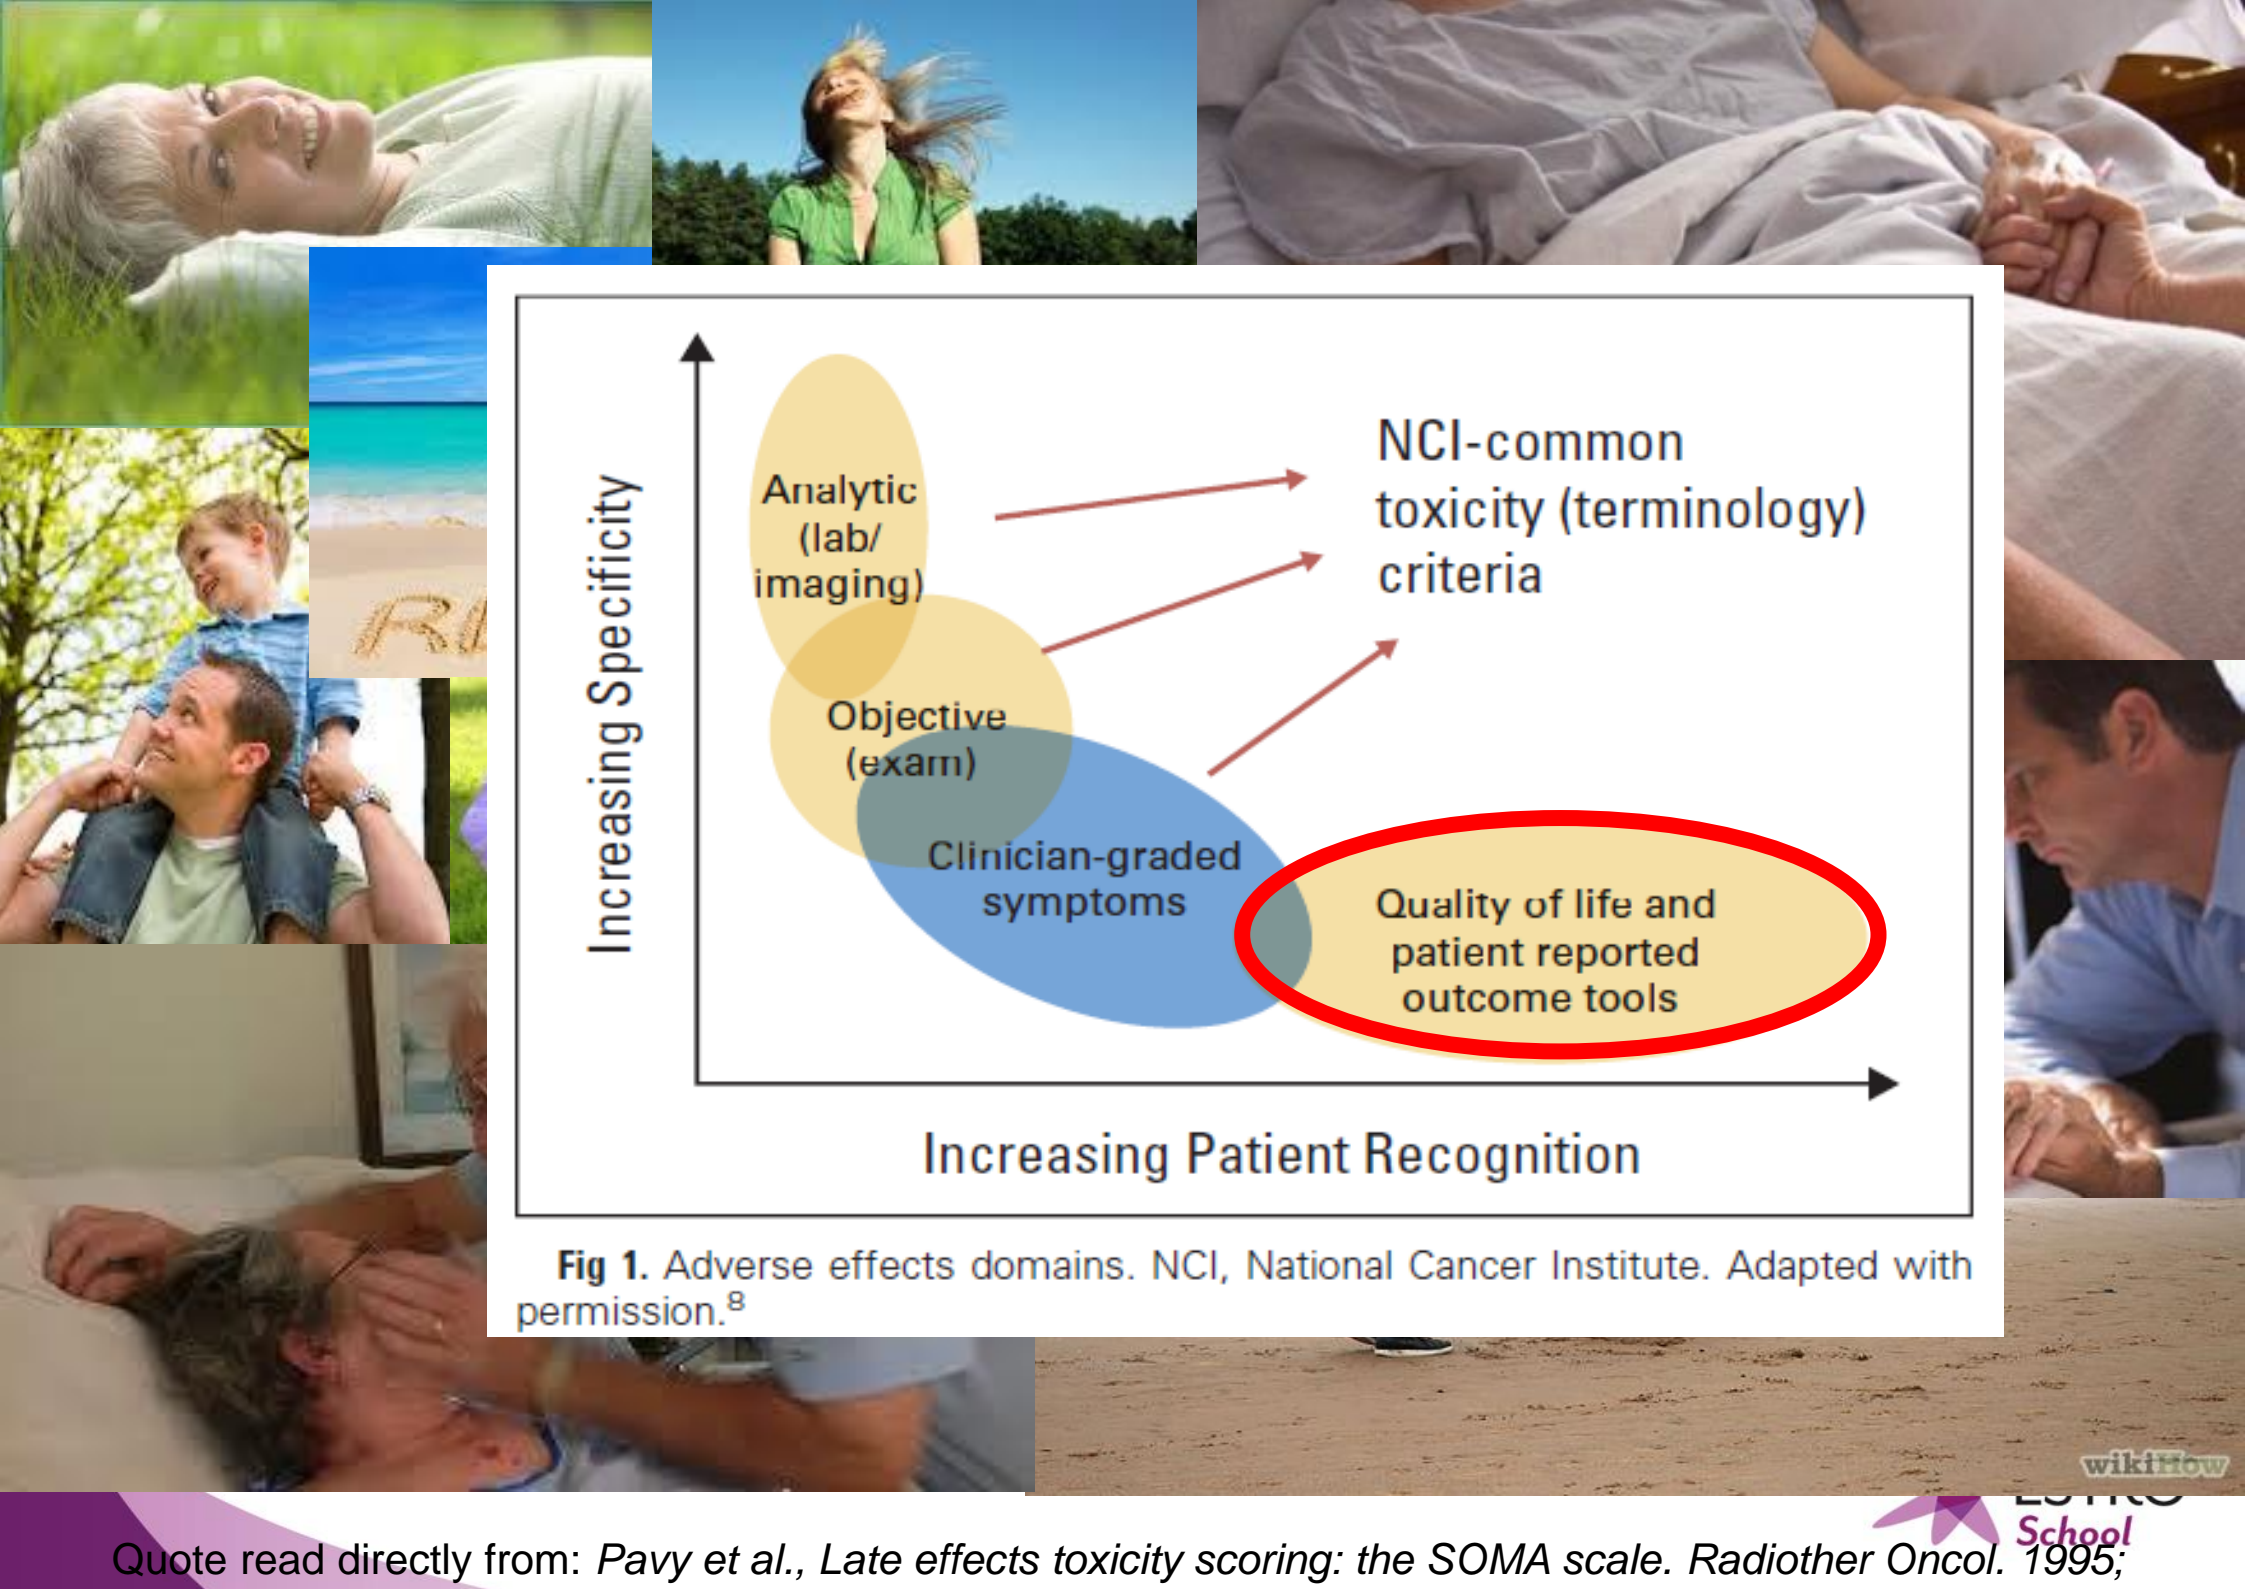 Increasing Specificity
Analytic
(lab/
imaging)
Objective
(exam)
Clinician-graded
symptoms
NCI-common
toxicity (terminology)
criteria
Quality of life and
patient reported
outcome tools
Increasing Patient Recognition
Fig 1. Adverse effects domains. NCI, National Cancer Institute. Adapted with
permission.8
wikiHow
School
Quote read directly from: Pavy et al., Late effects toxicity scoring: the SOMA scale. Radiother Oncol. 1995;